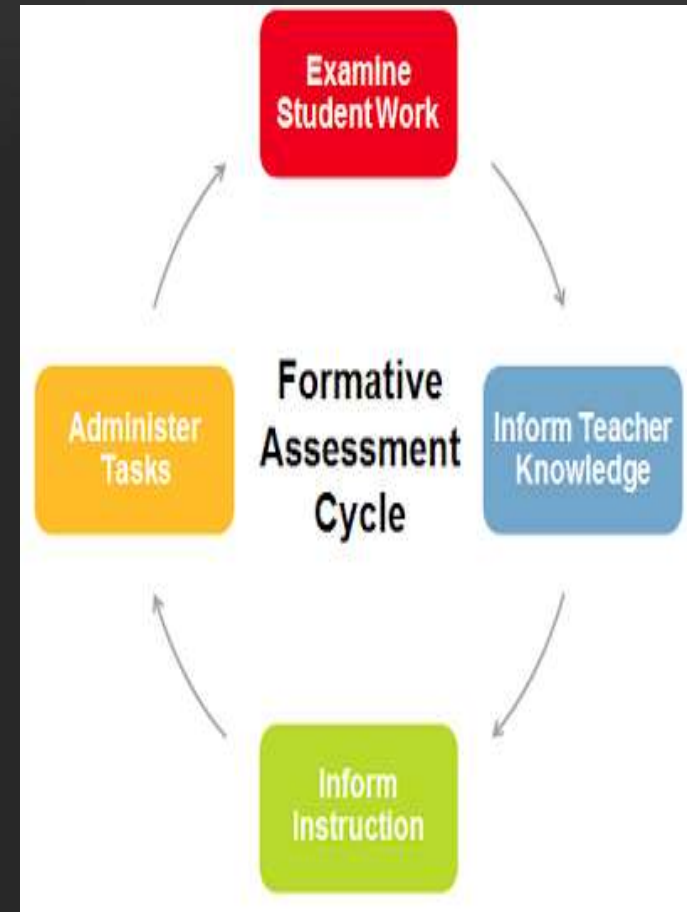 Examine
Student Work
Formative
Assessment
Cycle
Administer
Tasks
Inform Teacher
Knowledge
Inform
Instruction